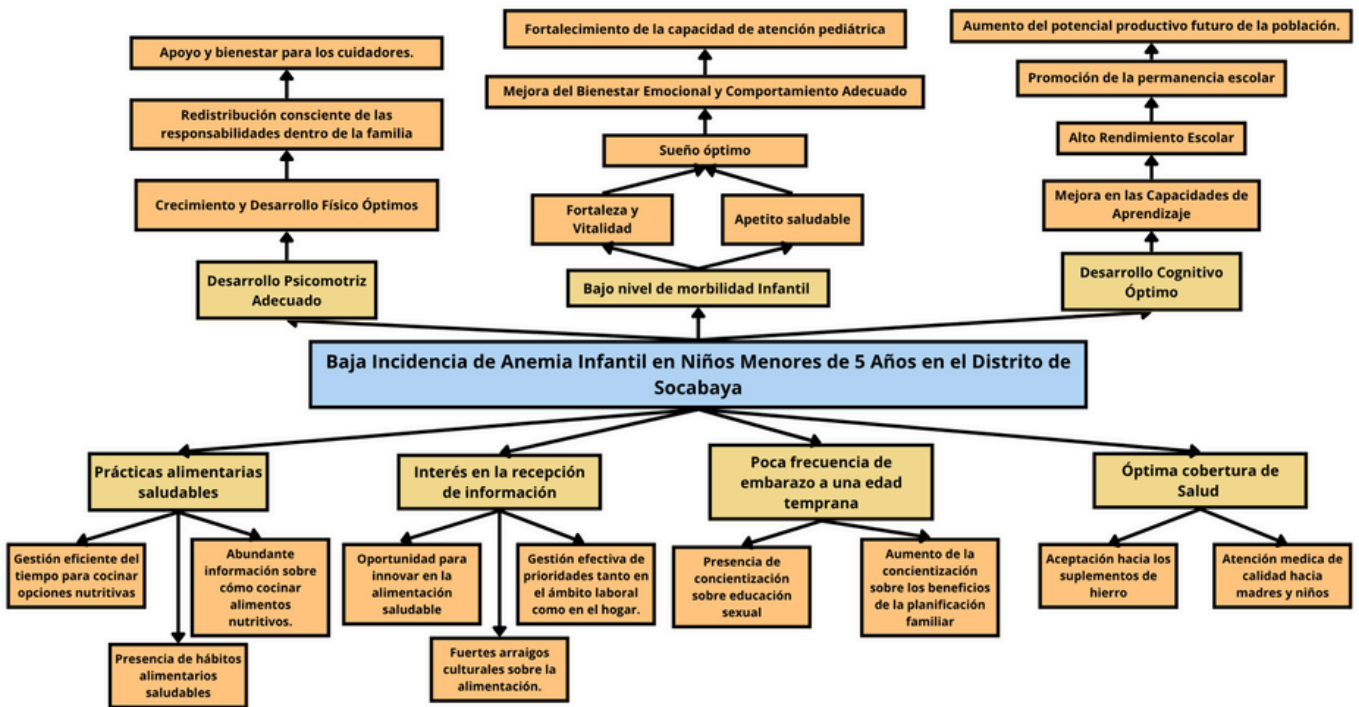 Fortalecimiento de la capacidad de atención pediátrica
Aumento del potencial productivo futuro de la población.
Apoyo y bienestar para los cuidadores.
Mejora del Bienestar Emocional y Comportamiento Adecuado
Promoción de la permanencia escolar
Redistribución consciente de las
responsabilidades dentro de la familia
Sueño óptimo
Alto Rendimiento Escolar
Crecimiento y Desarrollo Físico Óptimos
Fortaleza y
Vitalidad
Apetito saludable
Mejora en las Capacidades de
Aprendizaje
Desarrollo Psicomotriz
Adecuado
Bajo nivel de morbilidad Infantil
Desarrollo Cognitivo
Óptimo
Baja Incidencia de Anemia Infantil en Niños Menores de 5 Años en el Distrito de
Socabaya
Prácticas alimentarias
saludables
Interés en la recepción
de información
Poca frecuencia de
embarazo a una edad
temprana
Óptima cobertura de
Salud
Gestión eficiente del
tiempo para cocinar
opciones nutritivas
Abundante
información sobre
cómo cocinar
alimentos
nutritivos.
Oportunidad para
innovar en la
alimentación
saludable
Gestión efectiva de
prioridades tanto en
el ámbito laboral
como en el hogar.
Presencia de
concientización
sobre educación
sexual
Aumento de la
concientización
sobre los beneficios
de la planificación
familiar
Aceptación hacia los
suplementos de
hierro
Atención medica de
calidad hacia
madres y niños
Presencia de hábitos
alimentarios
saludables
Fuertes arraigos
culturales sobre la
alimentación.